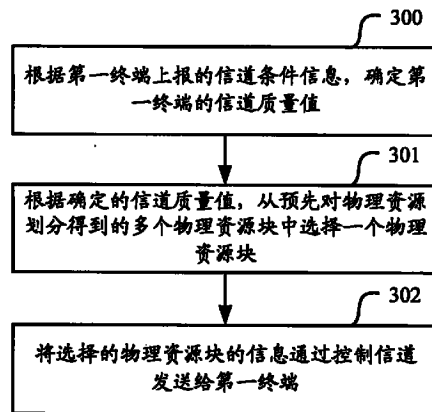 300
根据第一终端上报的信道条件信息，确定第
一终端的信道质量值
301
根据确定的信道质量值，从预先对物理资源
划分得到的多个物理资源块中选择一个物理
资源块
302
将选择的物理资源块的信息通过控制信道
发送给第一终端